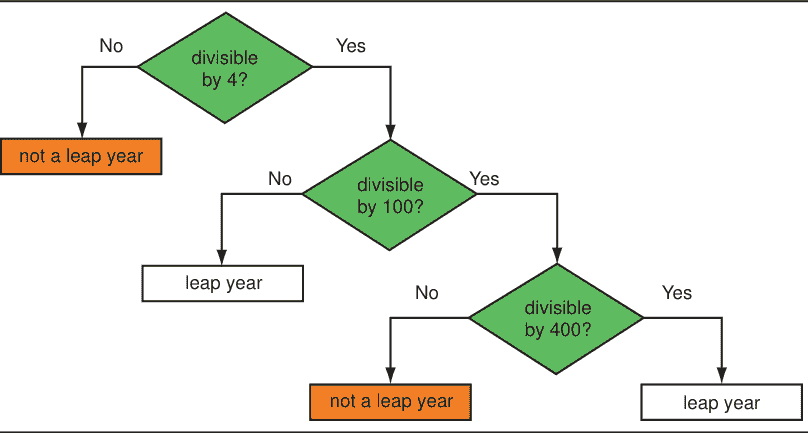 No
Yes
divisible
by 4?
not a leap year
No
Yes
divisible
by 100?
leap year
No
Yes
divisible
by 400?
not a leap year
leap year